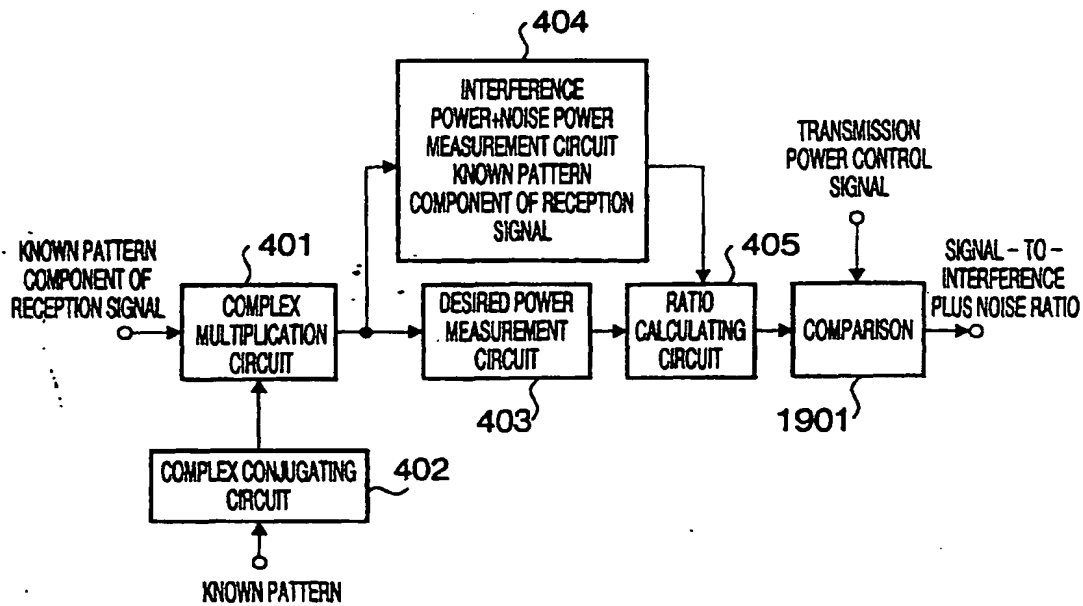 404
INTERFERENCE
POWER+NOISE POWER
MEASUREMENT CIRCUIT
KNOWN PATTERN
COMPONENT OF RECEPTION
SIGNAL
TRANSMISSION
POWER CONTROL
SIGNAL
KNOWN PATTERN
COMPONENT OF
RECEPTION SIGNAL
401
COMPLEX
MULTIPLICATION
CIRCUIT
DESIRED POWER
MEASUREMENT
CIRCUIT
403
405
RATIO
CALCULATING
CIRCUIT
COMPARISON
1901
SIGNAL - TO -
INTERFERENCE
PLUS NOISE RATIO
COMPLEX CONJUGATING
CIRCUIT
402
KNOWN PATTERN